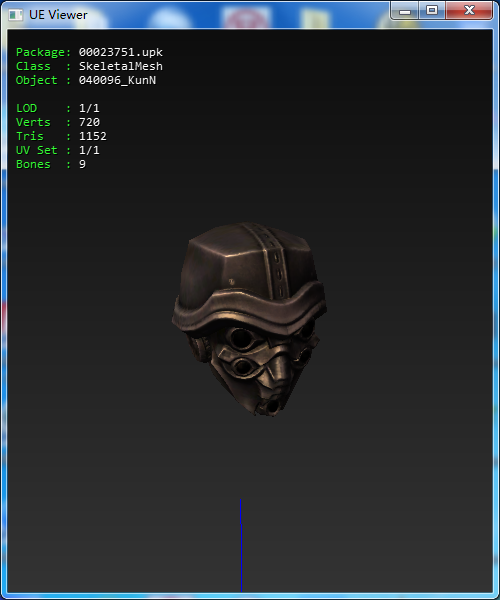 UE Viewer
Package: 00023751.upk
Class : SkeletalMesh
Object : 040096_KunN
LOD : 1/1
Verts : 720
Tris : 1152
UV Set : 1/1
Bones : 9